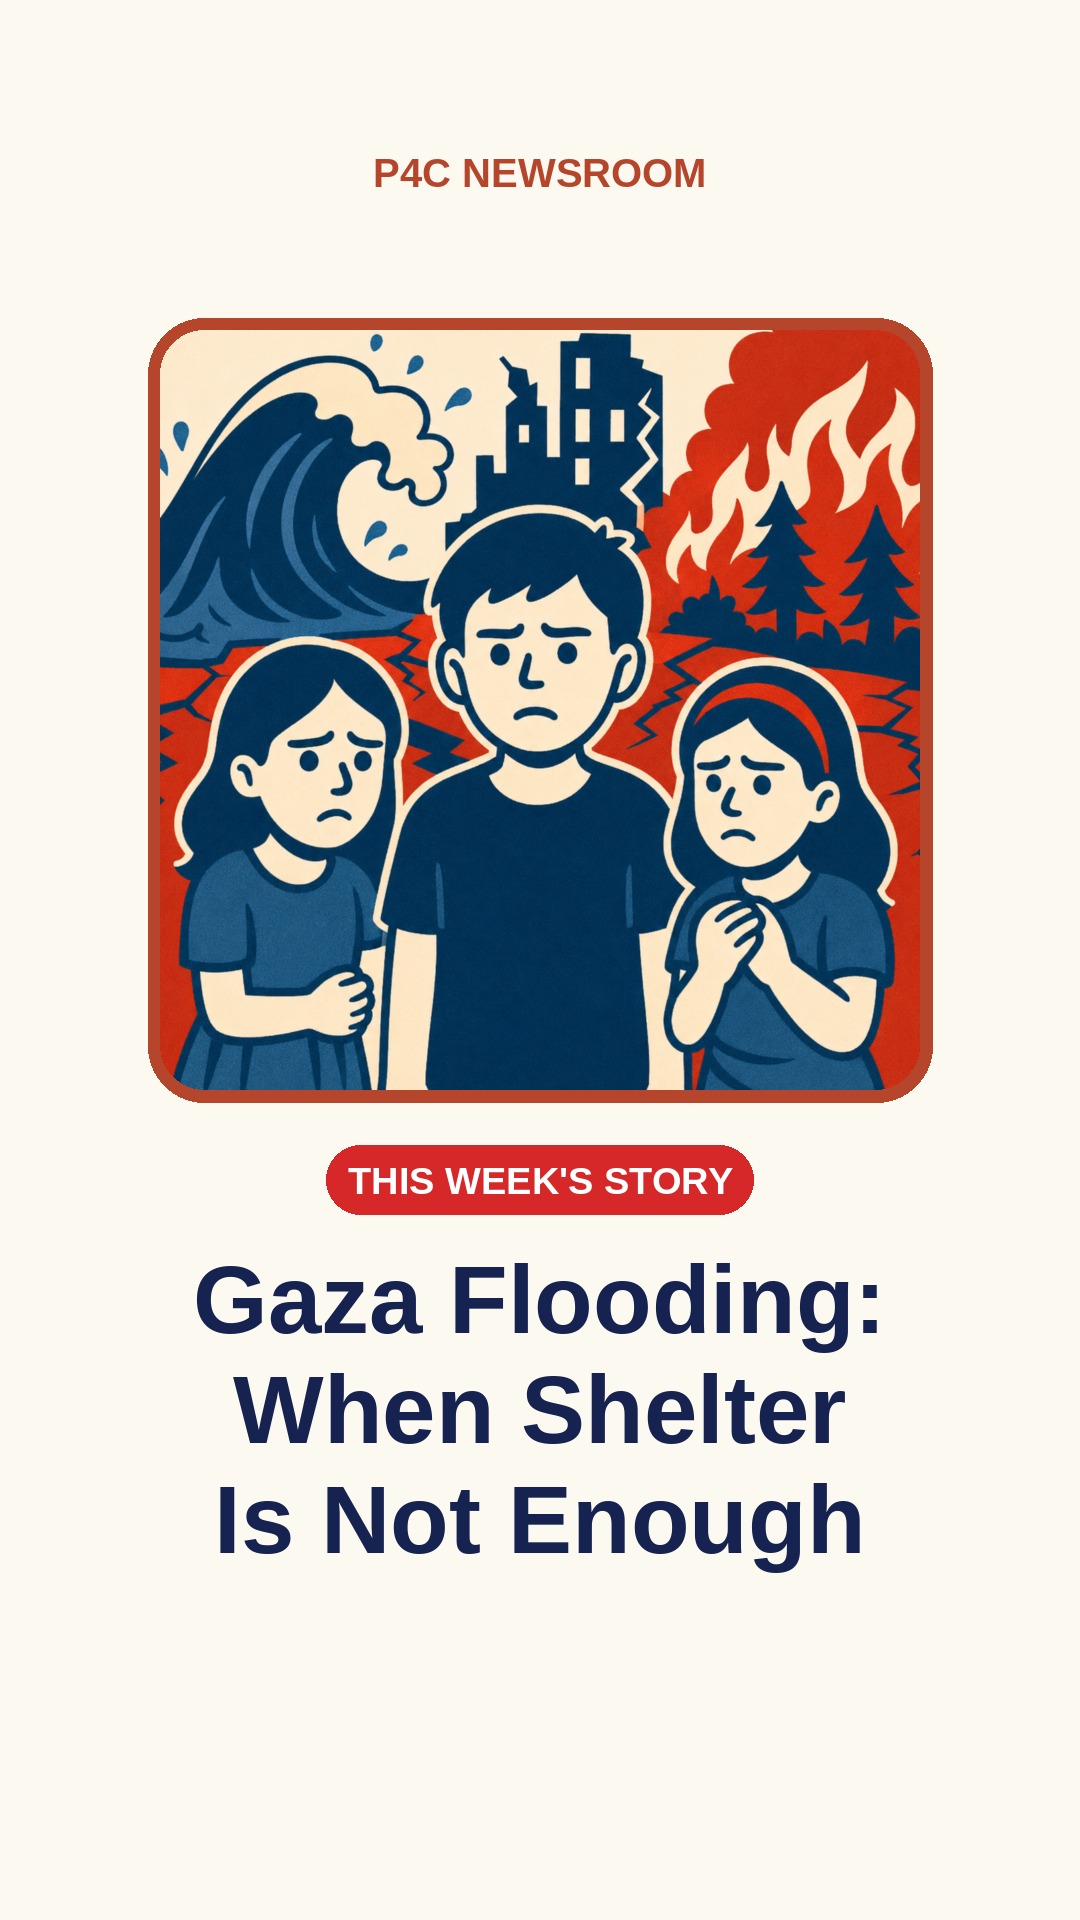 P4C NEWSROOM
THIS WEEK'S STORY
Gaza Flooding:
When Shelter
Is Not Enough